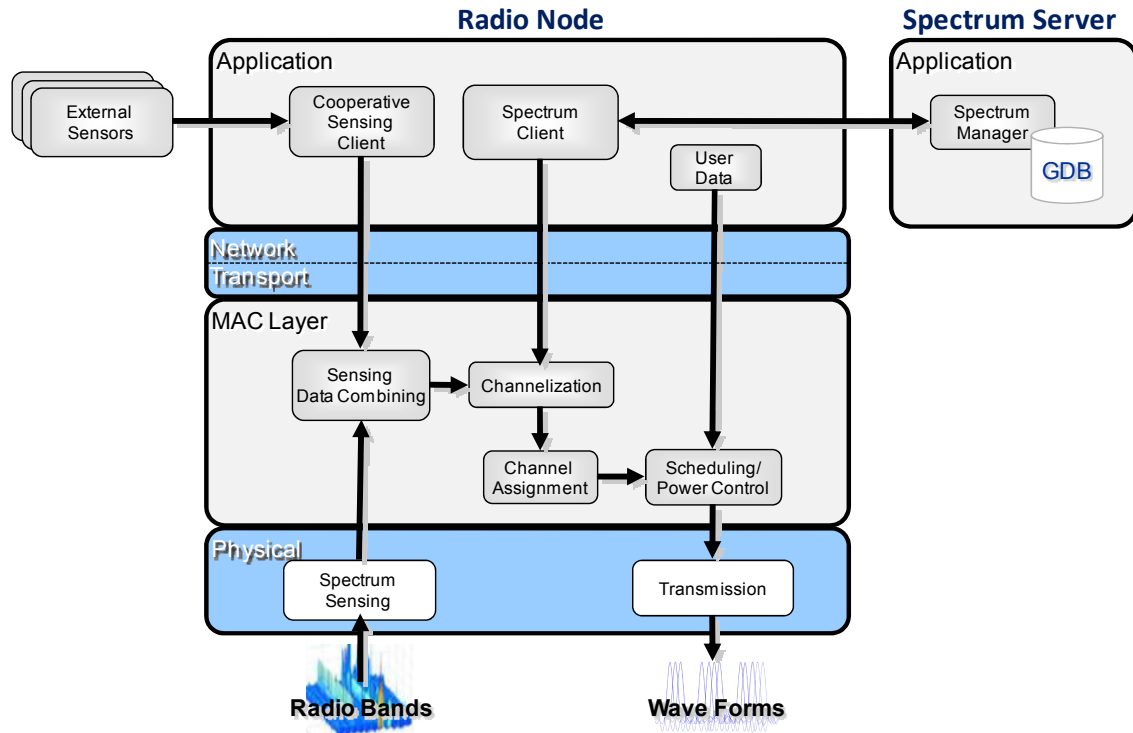 Radio Node
Spectrum Server
Application
Application
External
Sensors
Cooperative
Sensing
Client
Spectrum
Client
Spectrum
Manager
GDB
User
Data
Network
Transport
MAC Layer
Sensing
Data Combining
Channelization
Channel
Assignment
Scheduling/
Power Control
Physical
Spectrum
Sensing
Transmission
Radio Bands
Wave Forms